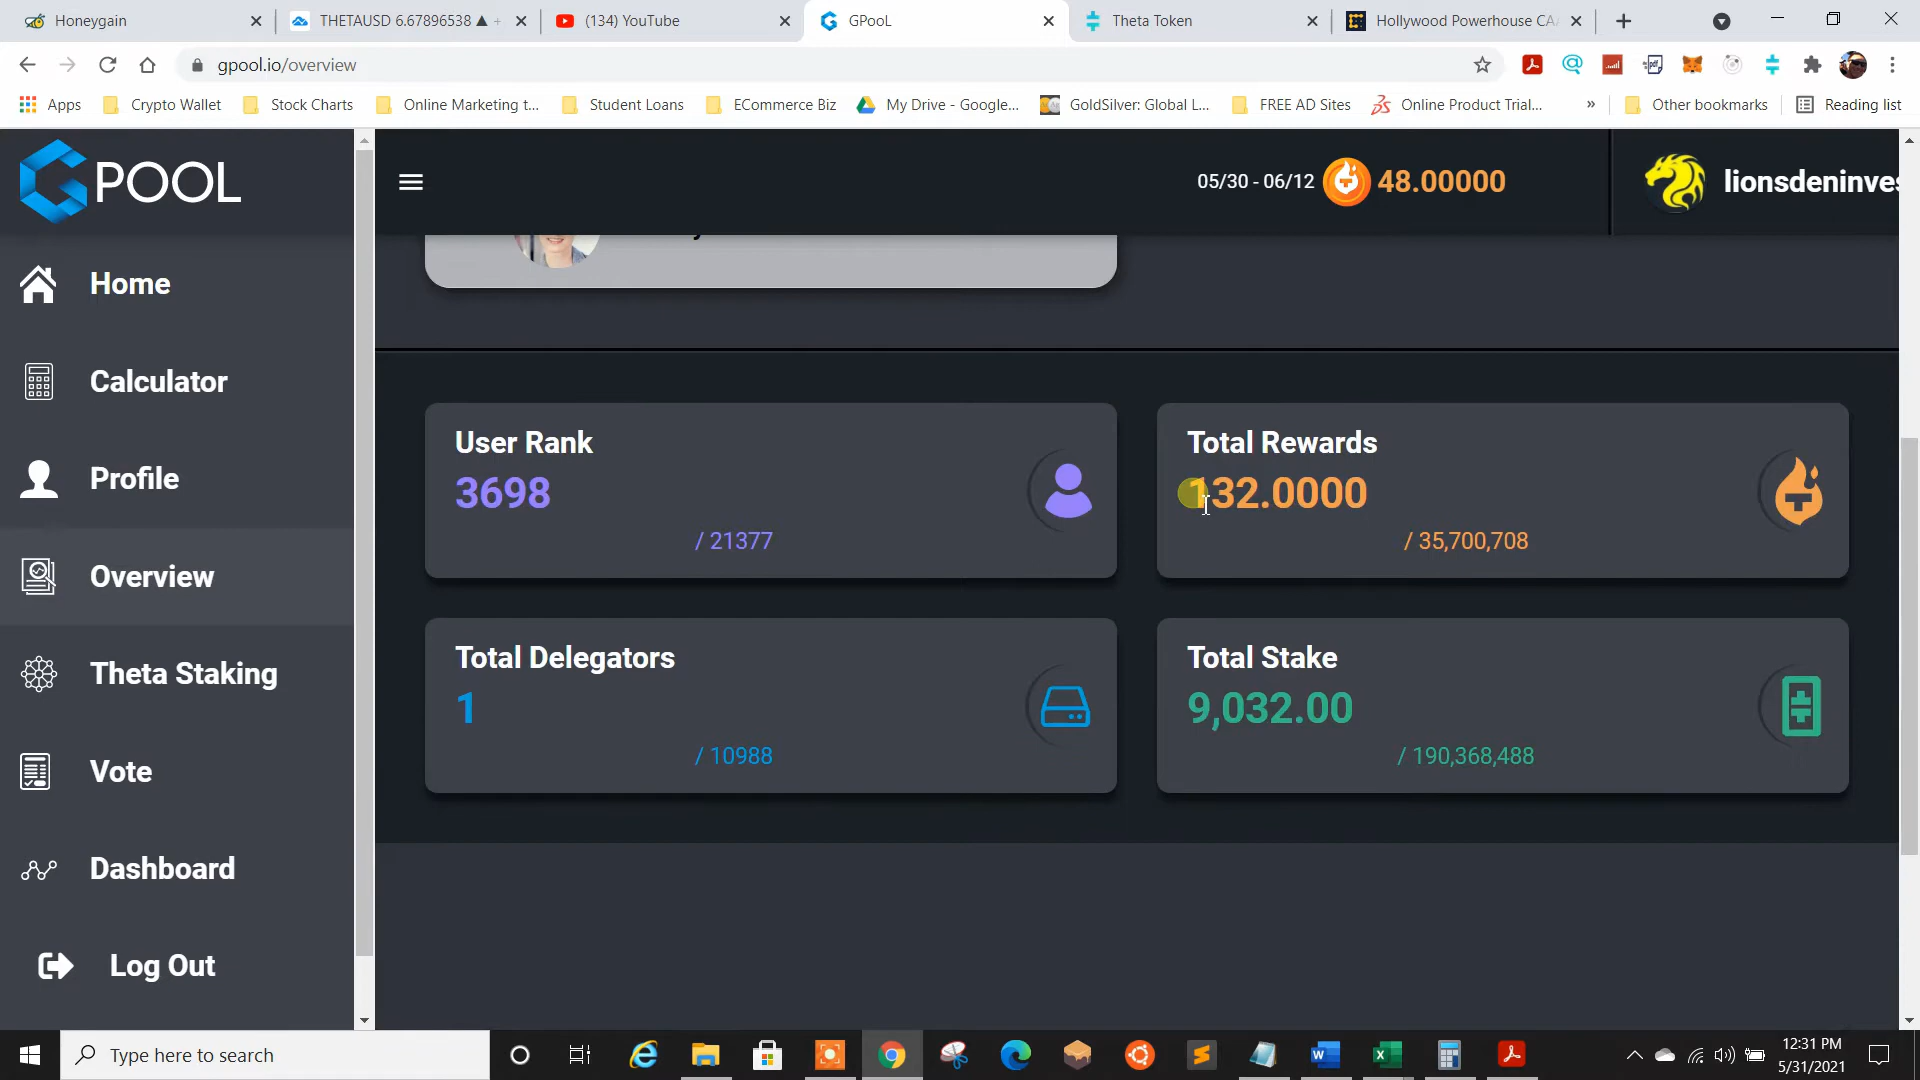 Honeygain
THETAUSD 6.67896538 ▲ +
(134) YouTube
GPooL
Theta Token
Hollywood Powerhouse CA
gpool.io/overview
Apps
Crypto Wallet
Stock Charts
Online Marketing t...
Student Loans
ECommerce Biz
My Drive - Google...
GoldSilver: Global L...
FREE AD Sites
Online Product Trial...
»
Other bookmarks
Reading list
GPOOL
05/30 - 06/12
48.00000
lionsdeninves
Home
Calculator
Profile
Overview
Theta Staking
Vote
Dashboard
Log Out
User Rank
3698
/ 21377
Total Rewards
132.0000
/ 35,700,708
Total Delegators
1
/ 10988
Total Stake
9,032.00
/ 190,368,488
Type here to search
12:31 PM
5/31/2021